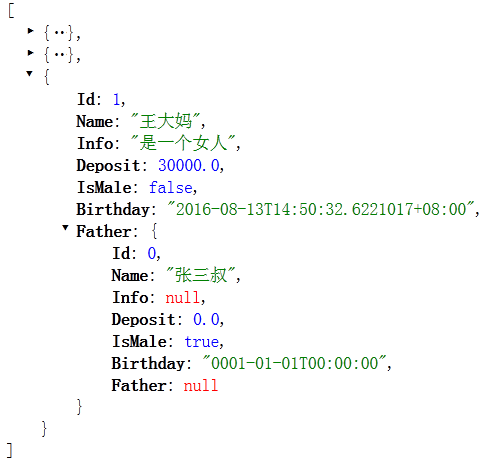 [
{..},
{..},
{
Id: 1,
Name: "王大妈",
Info: "是一个女人",
Deposit: 30000.0,
IsMale: false,
Birthday: "2016-08-13T14:50:32.6221017+08:00",
Father: {
Id: 0,
Name: "张三叔",
Info: null,
Deposit: 0.0,
IsMale: true,
Birthday: "0001-01-01T00:00:00",
Father: null
}
}
]